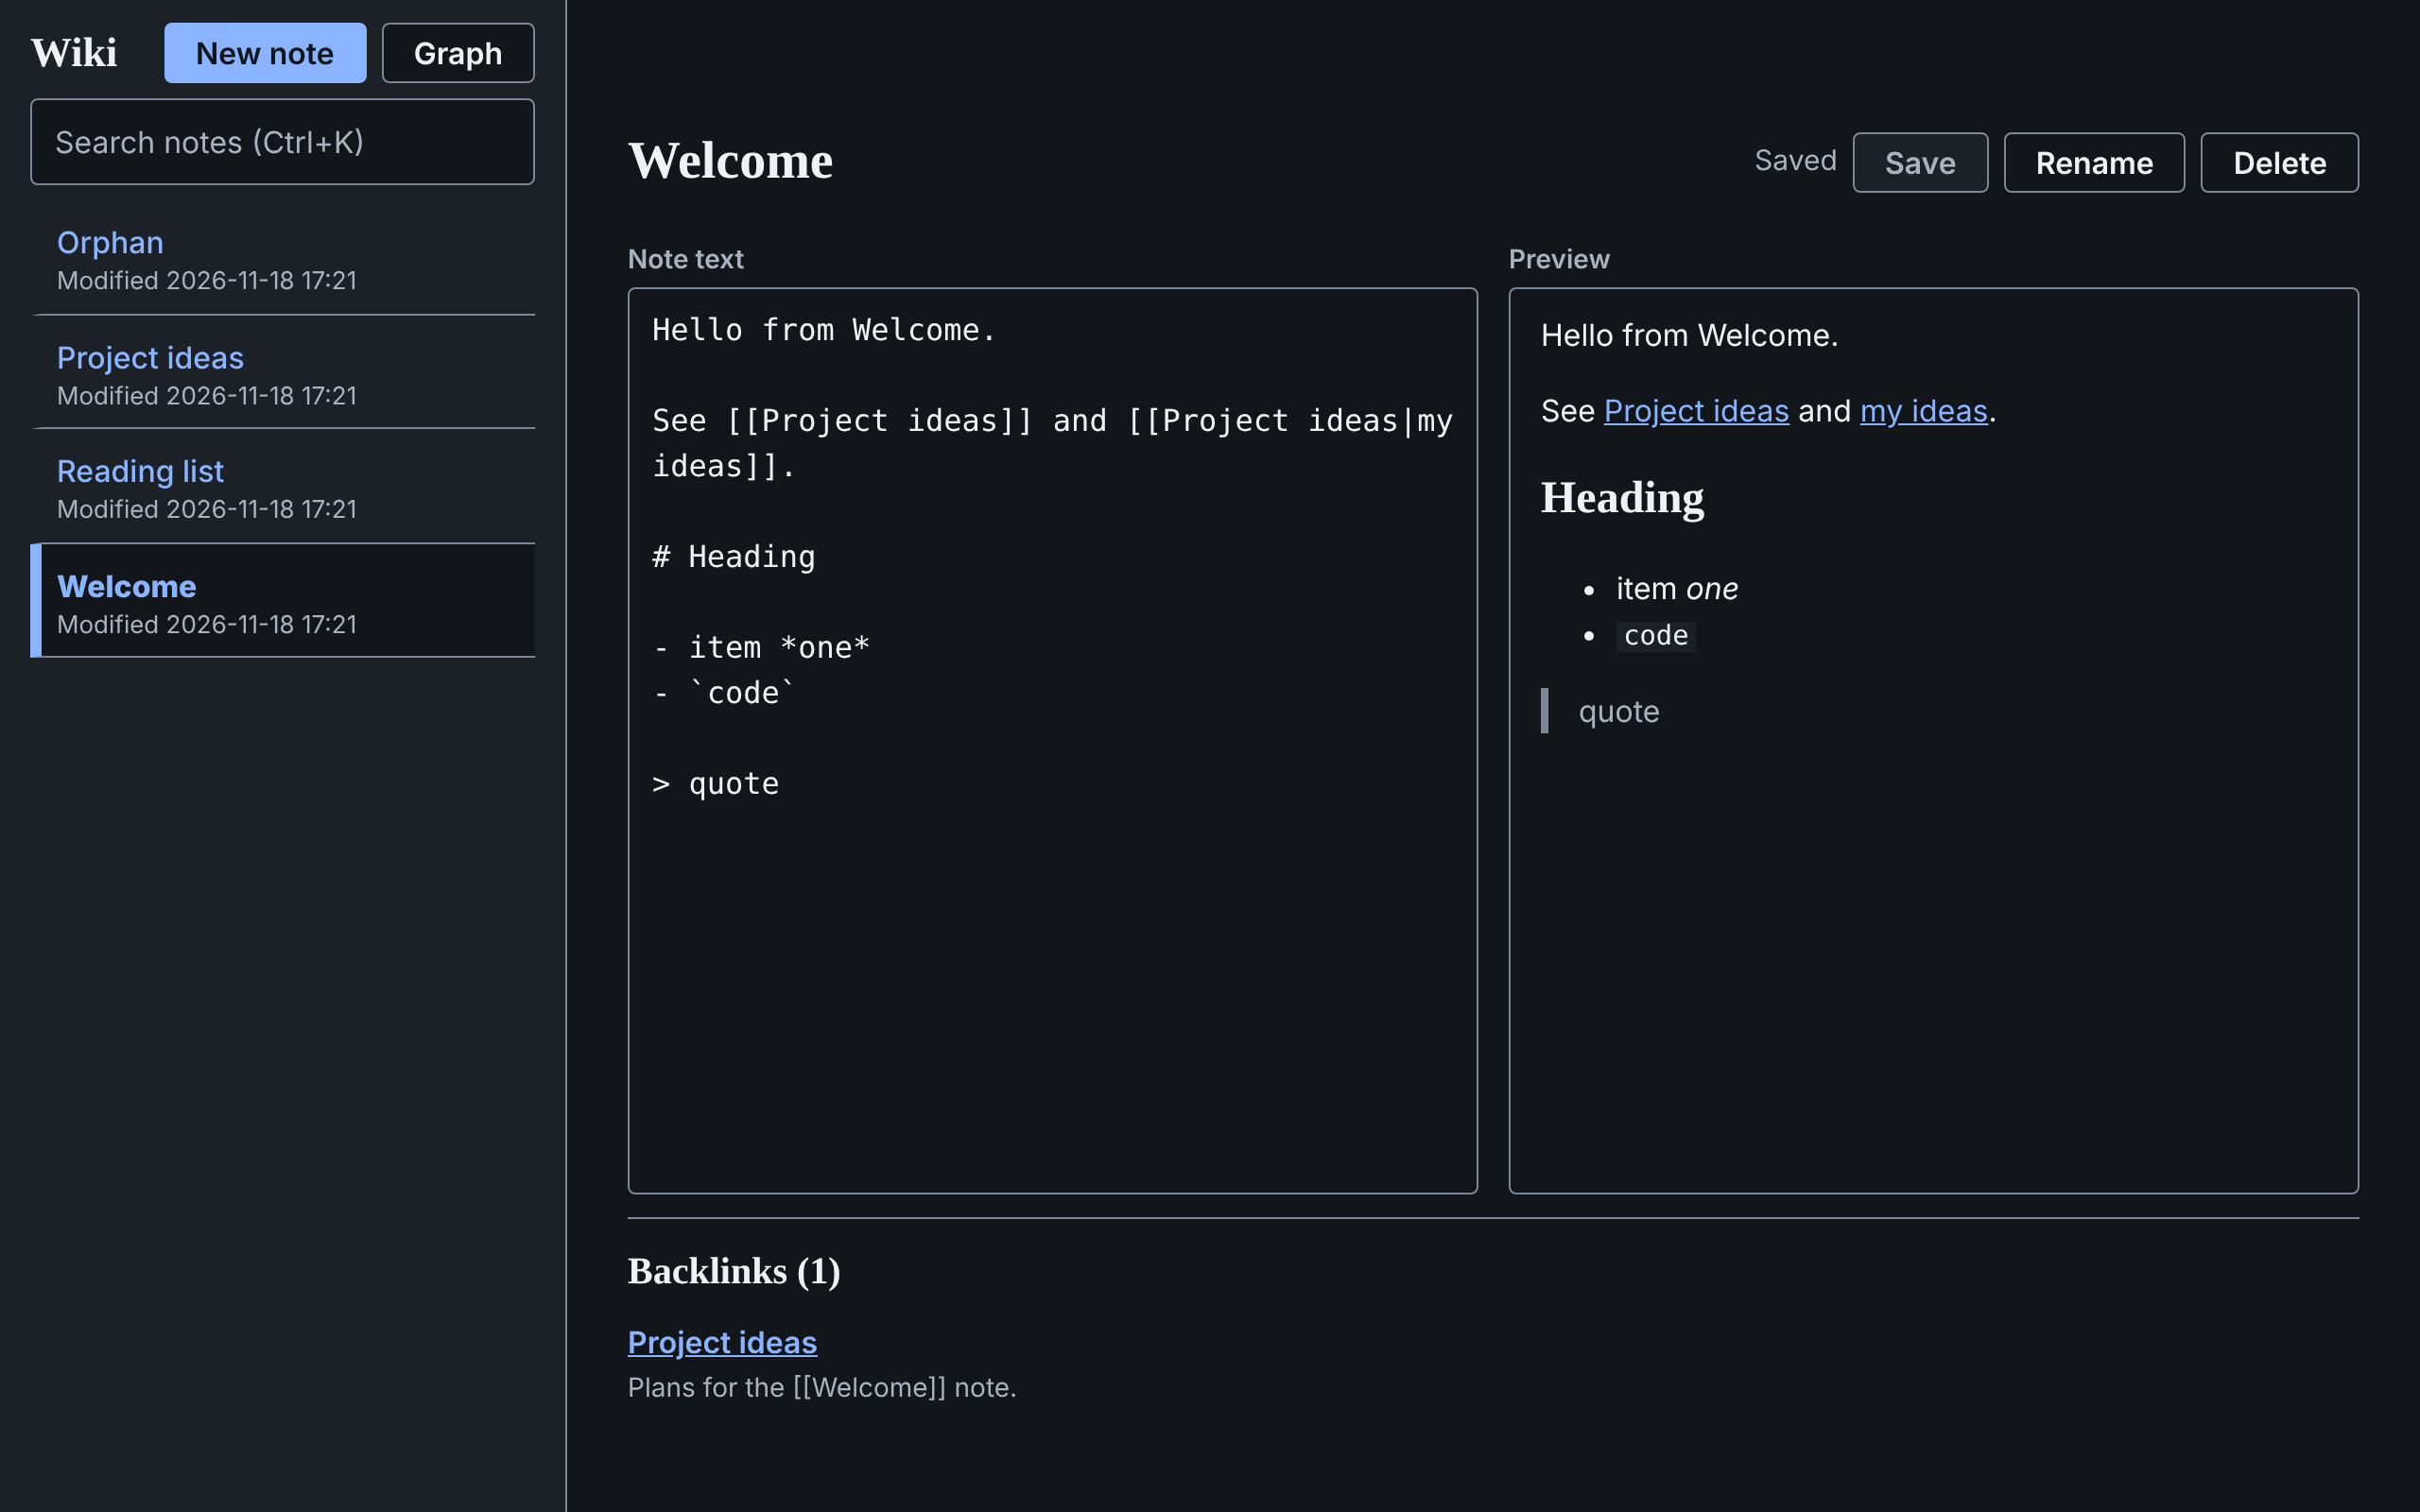 Wiki
New note
Graph
Search notes (Ctrl+K)
Orphan
Modified 2026-11-18 17:21
Project ideas
Modified 2026-11-18 17:21
Reading list
Modified 2026-11-18 17:21
Welcome
Modified 2026-11-18 17:21
Welcome
Saved
Save
Rename
Delete
Note text
Hello from Welcome.
See [[Project ideas]] and [[Project ideas|my
ideas]].
# Heading
- item *one*
- `code`
> quote
Preview
Hello from Welcome.
See Project ideas and my ideas.
Heading
• item one
• code
quote
Backlinks (1)
Project ideas
Plans for the [[Welcome]] note.